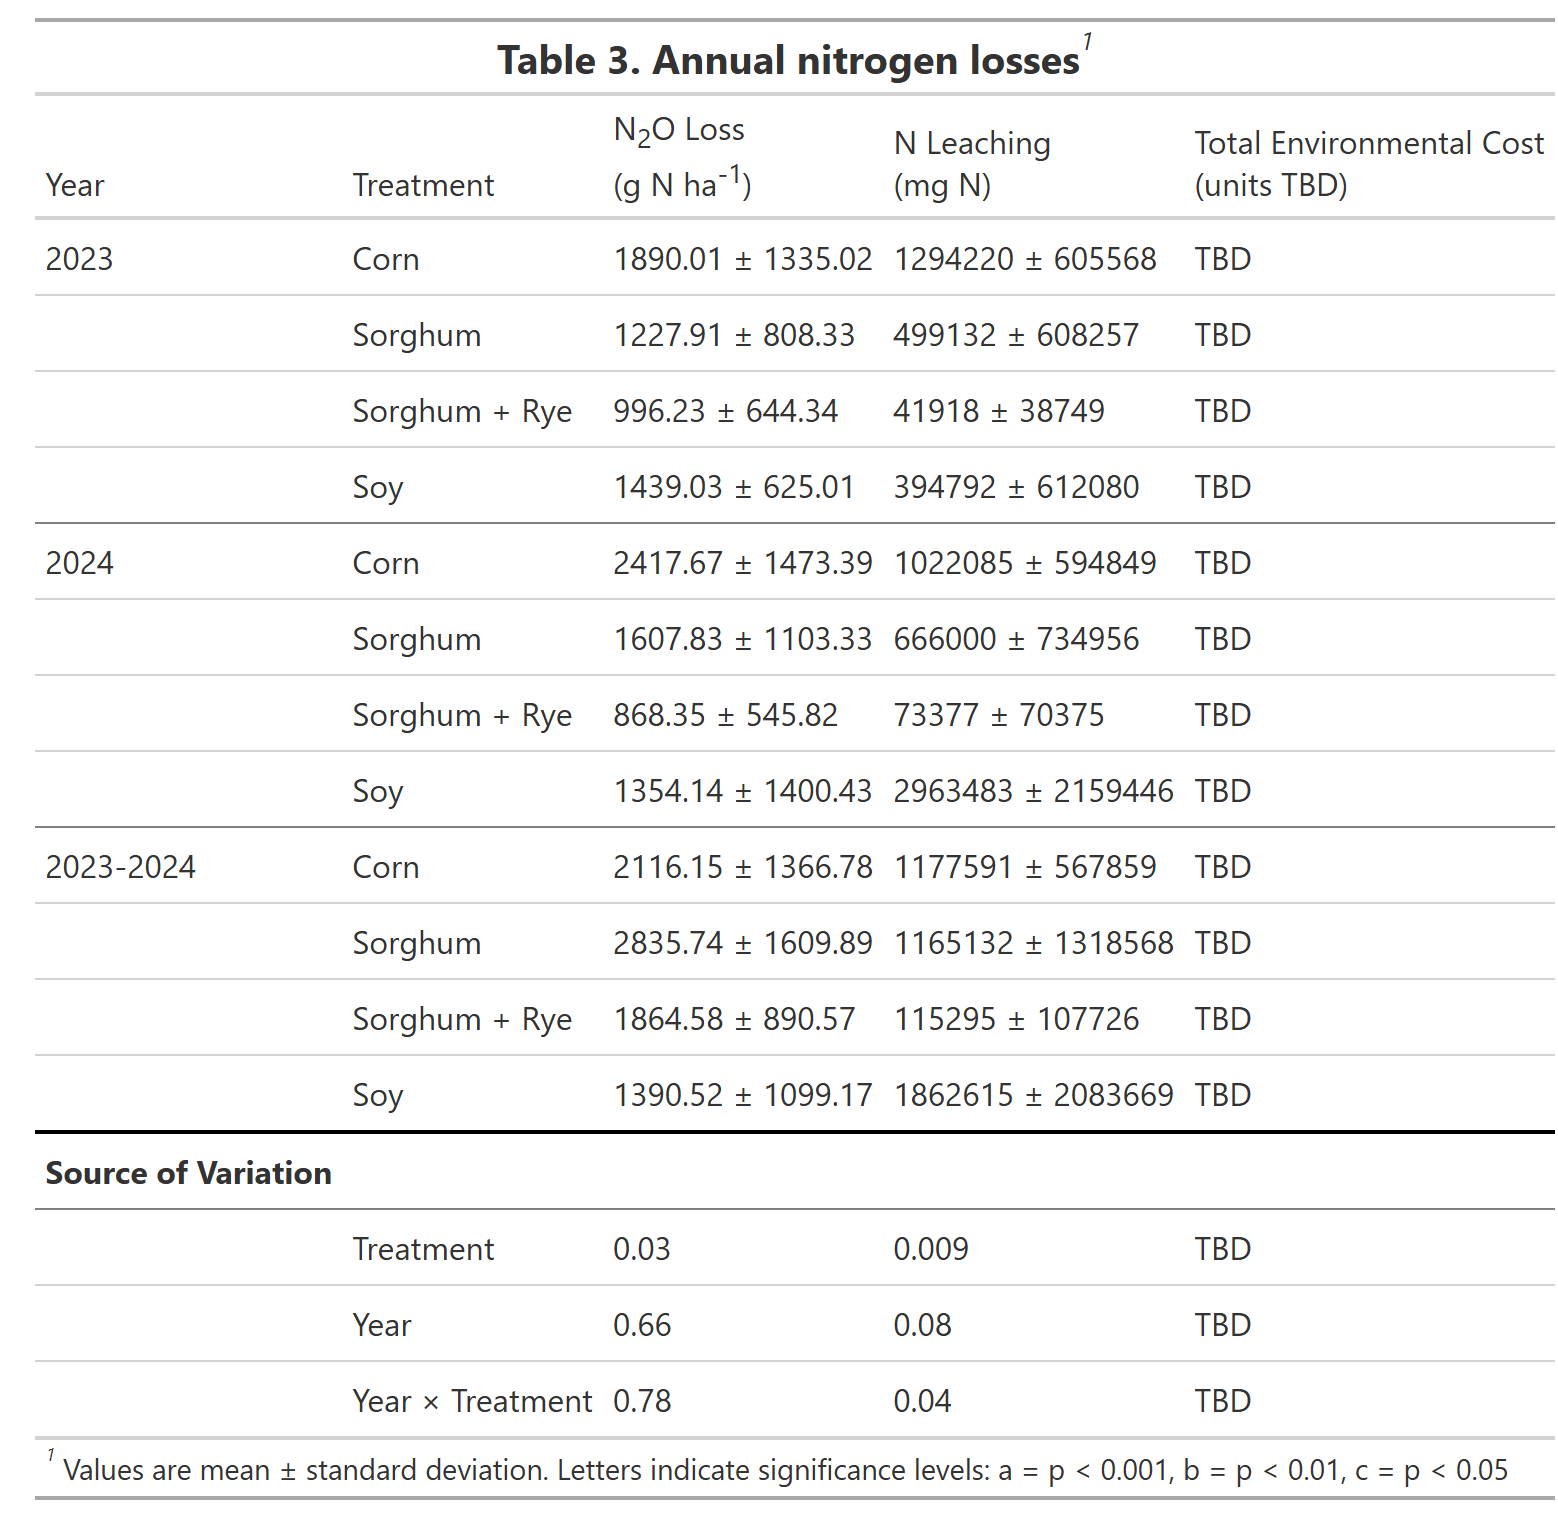 Table 3. Annual nitrogen losses¹
Year Treatment N₂O Loss (g N ha⁻¹) N Leaching (mg N) Total Environmental Cost (units TBD)
2023 Corn 1890.01 ± 1335.02 1294220 ± 605568 TBD
Sorghum 1227.91 ± 808.33 499132 ± 608257 TBD
Sorghum + Rye 996.23 ± 644.34 41918 ± 38749 TBD
Soy 1439.03 ± 625.01 394792 ± 612080 TBD
2024 Corn 2417.67 ± 1473.39 1022085 ± 594849 TBD
Sorghum 1607.83 ± 1103.33 666000 ± 734956 TBD
Sorghum + Rye 868.35 ± 545.82 73377 ± 70375 TBD
Soy 1354.14 ± 1400.43 2963483 ± 2159446 TBD
2023-2024 Corn 2116.15 ± 1366.78 1177591 ± 567859 TBD
Sorghum 2835.74 ± 1609.89 1165132 ± 1318568 TBD
Sorghum + Rye 1864.58 ± 890.57 115295 ± 107726 TBD
Soy 1390.52 ± 1099.17 1862615 ± 2083669 TBD
Source of Variation
Treatment 0.03 0.009 TBD
Year 0.66 0.08 TBD
Year × Treatment 0.78 0.04 TBD
¹ Values are mean ± standard deviation. Letters indicate significance levels: a = p < 0.001, b = p < 0.01, c = p < 0.05